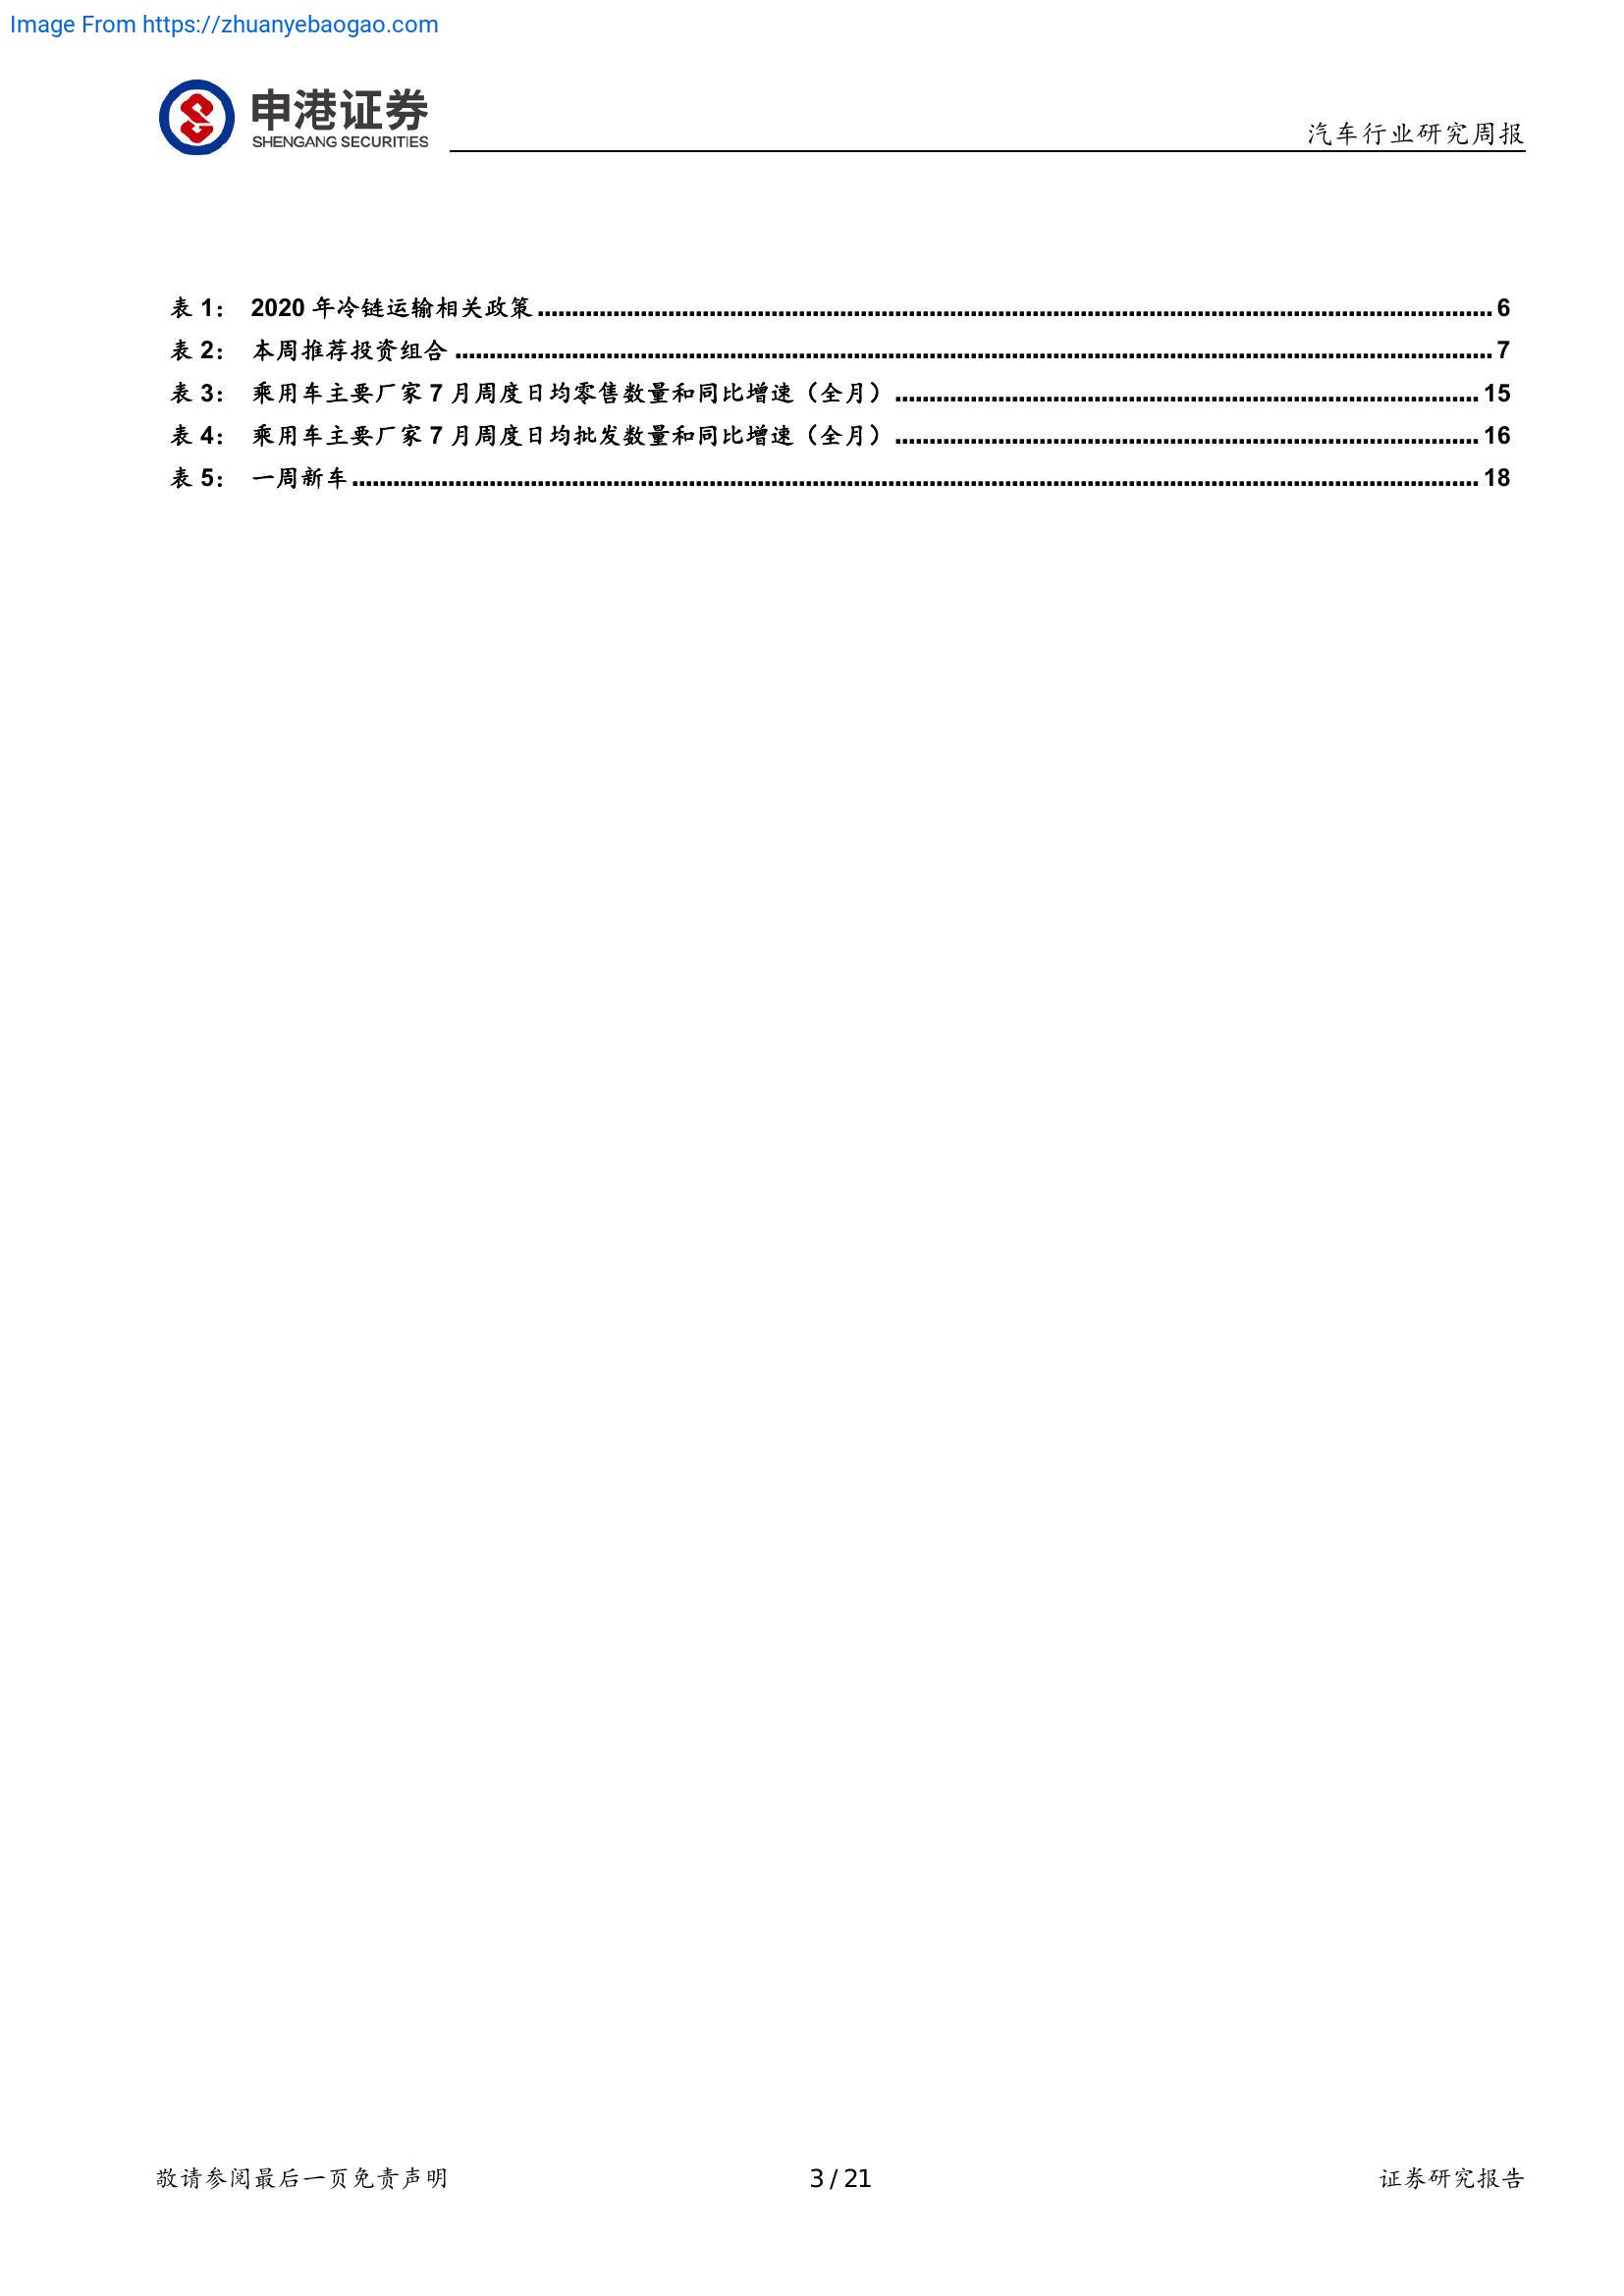 Image From https://zhuanyebaogao.com
申港证券
SHENGANG SECURITIES
汽车行业研究周报
表 1： 2020 年冷链运输相关政策 ........ 6
表 2： 本周推荐投资组合 ........ 7
表 3： 乘用车主要厂家 7 月周度日均零售数量和同比增速（全月） ........ 15
表 4： 乘用车主要厂家 7 月周度日均批发数量和同比增速（全月） ........ 16
表 5： 一周新车 ........ 18
敬请参阅最后一页免责声明 3 / 21 证券研究报告